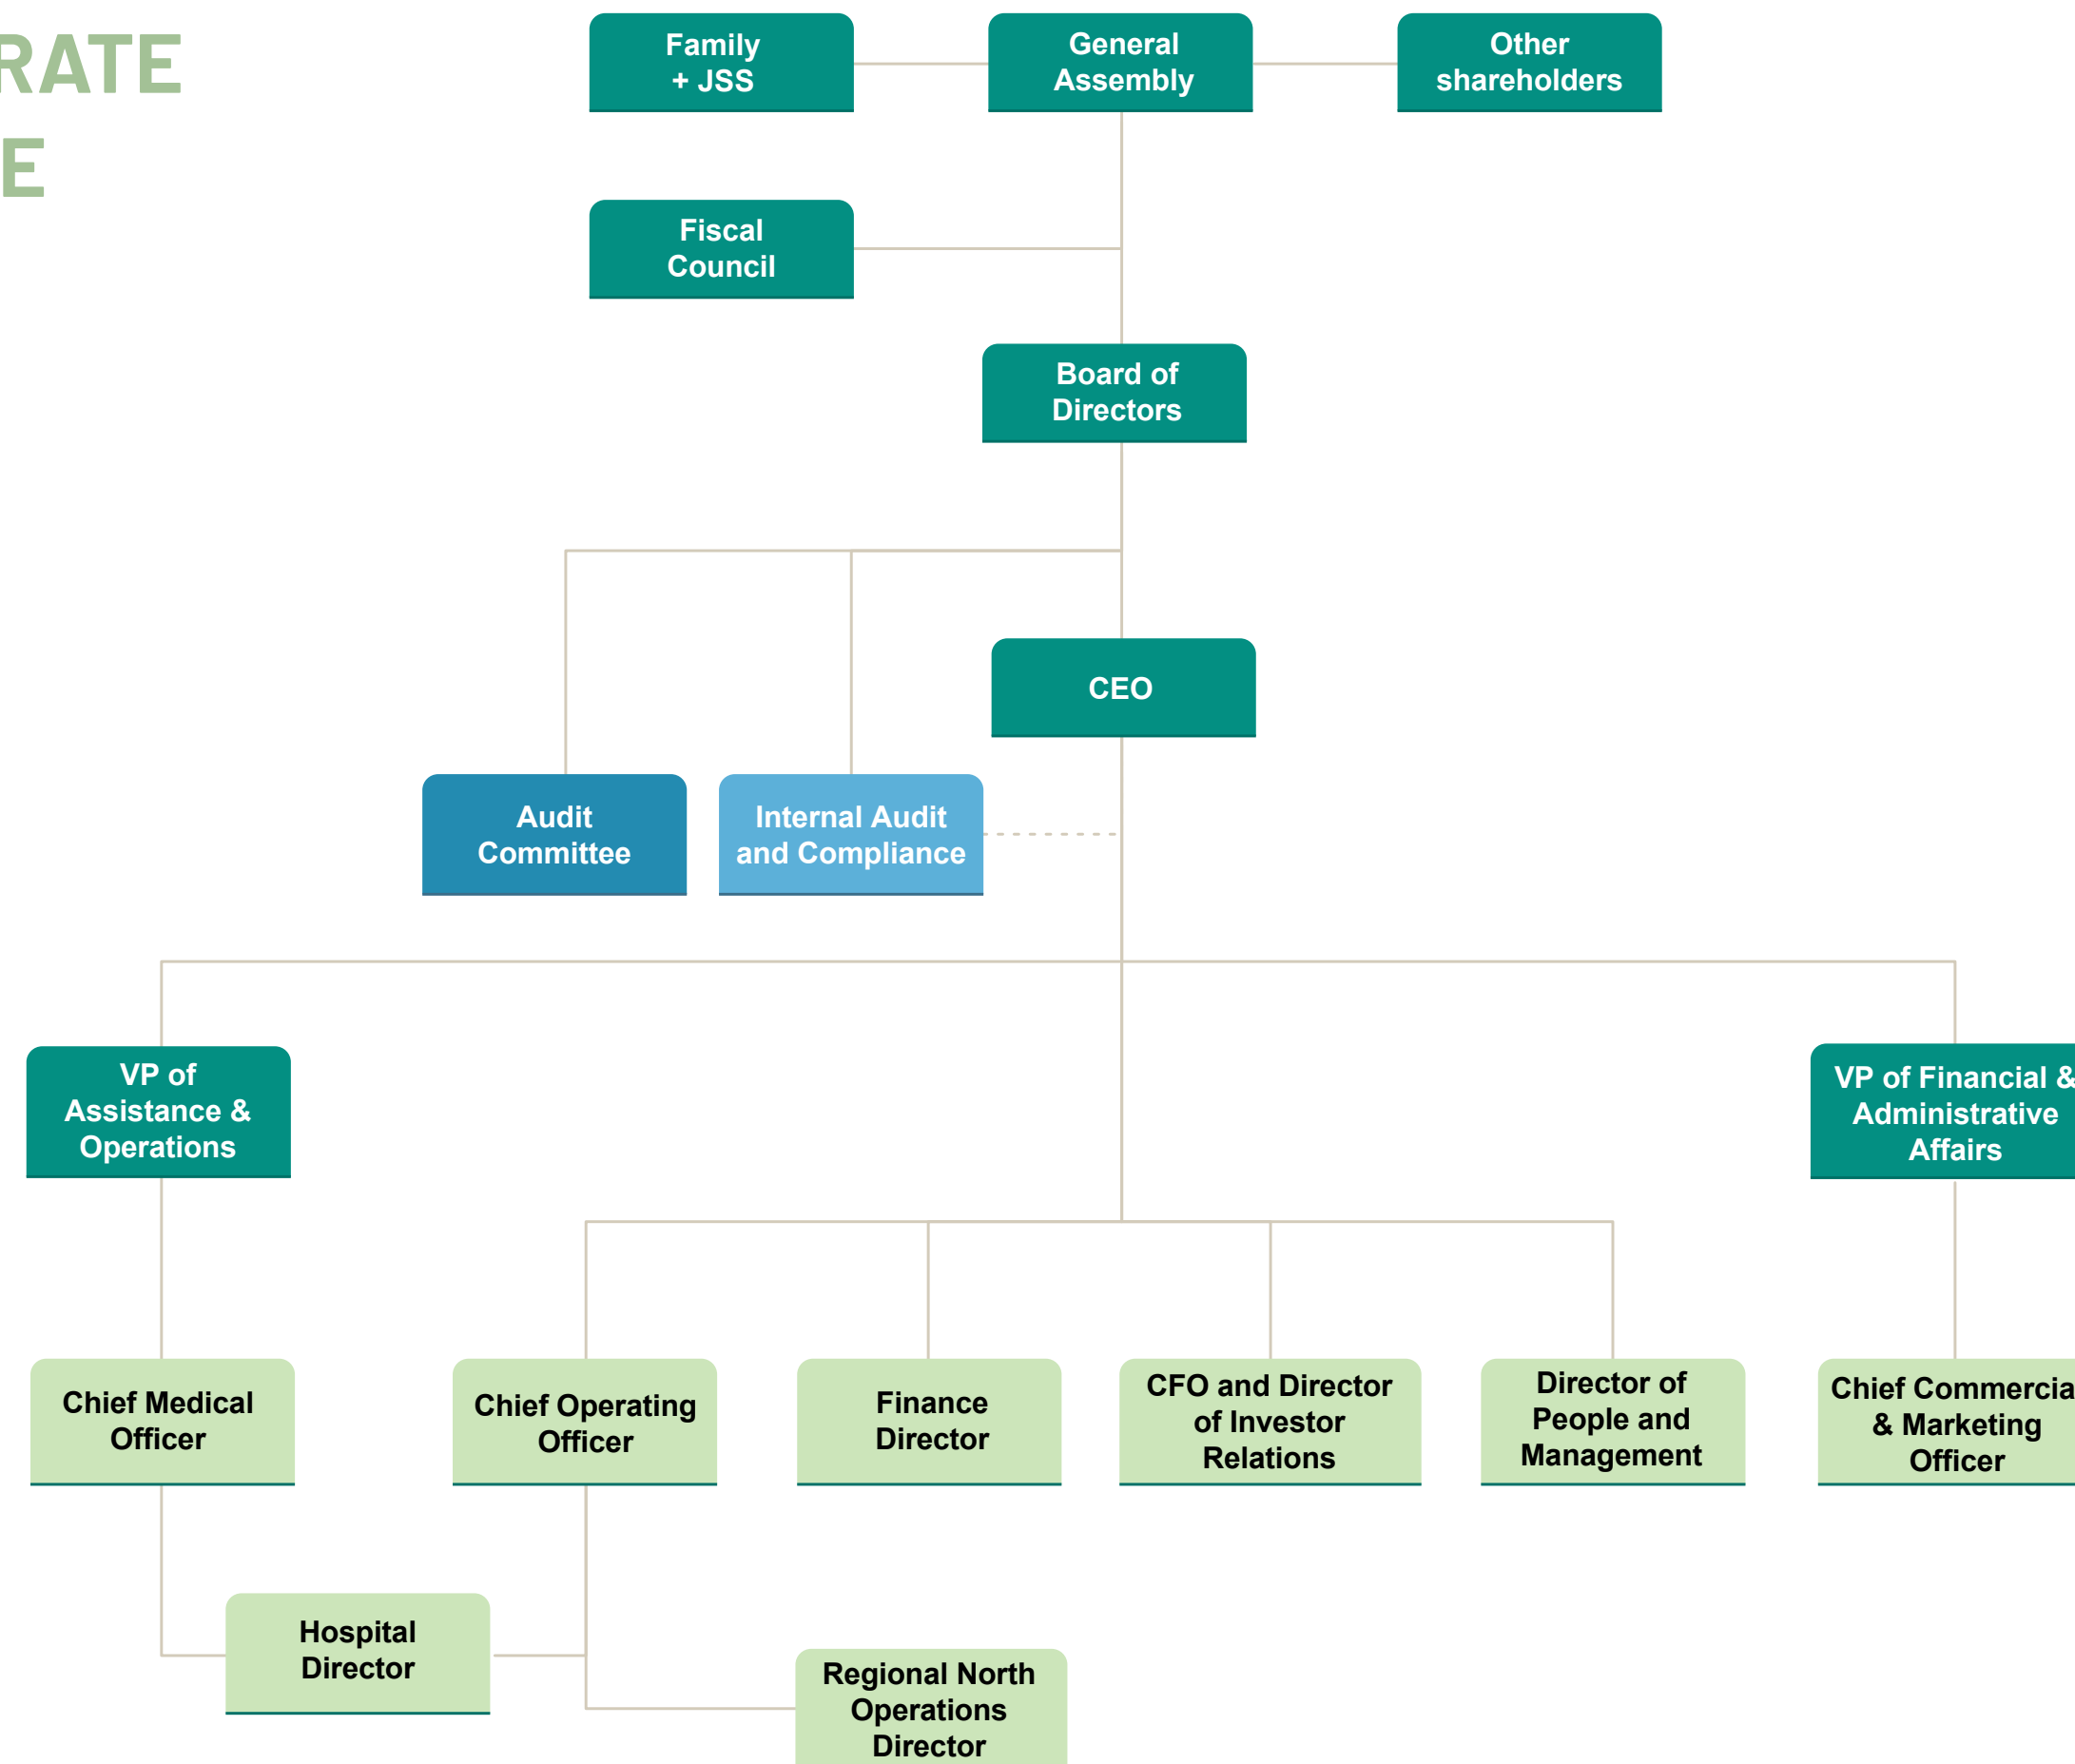 RATE
E
Family
+ JSS
General
Assembly
Other
shareholders
Fiscal
Council
Board of
Directors
CEO
Audit
Committee
Internal Audit
and Compliance
VP of
Assistance &
Operations
VP of Financial &
Administrative
Affairs
Chief Medical
Officer
Chief Operating
Officer
Finance
Director
CFO and Director
of Investor
Relations
Director of
People and
Management
Chief Commercia
& Marketing
Officer
Hospital
Director
Regional North
Operations
Director